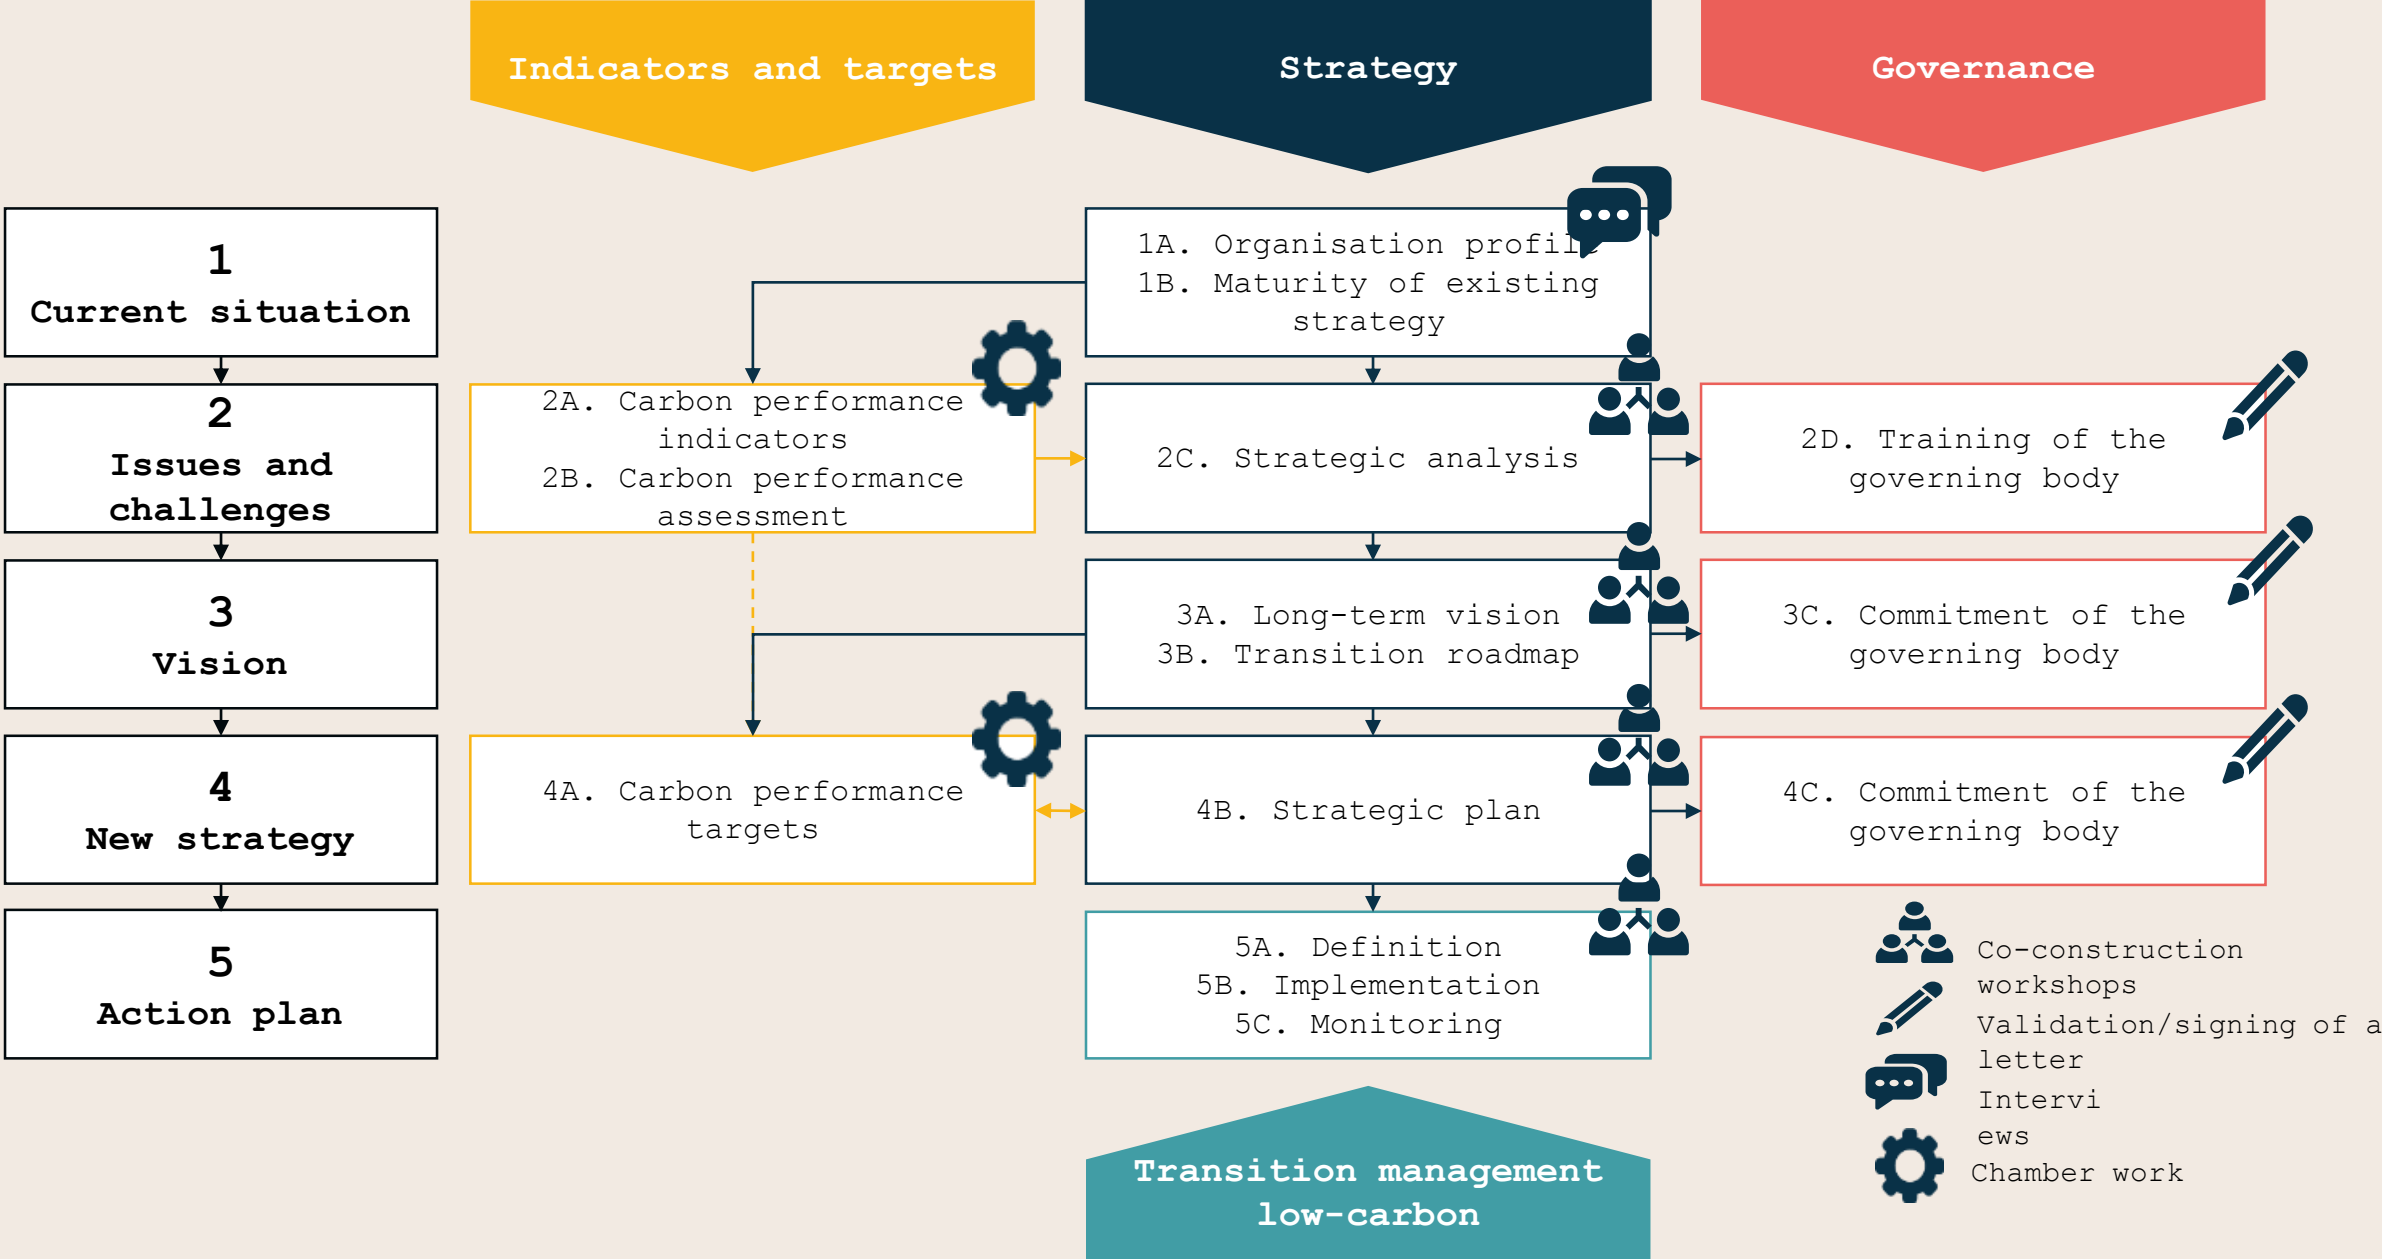 Indicators and targets
Strategy
Governance
1
Current situation
1A. Organisation profile
1B. Maturity of existing
strategy
2
Issues and
challenges
2A. Carbon performance
indicators
2B. Carbon performance
assessment
2C. Strategic analysis
2D. Training of the
governing body
3
Vision
3A. Long-term vision
3B. Transition roadmap
3C. Commitment of the
governing body
4
New strategy
4A. Carbon performance
targets
4B. Strategic plan
4C. Commitment of the
governing body
5
Action plan
5A. Definition
5B. Implementation
5C. Monitoring
Co-construction
workshops
Validation/signing of a
letter
Intervi
ews
Chamber work
Transition management
low-carbon